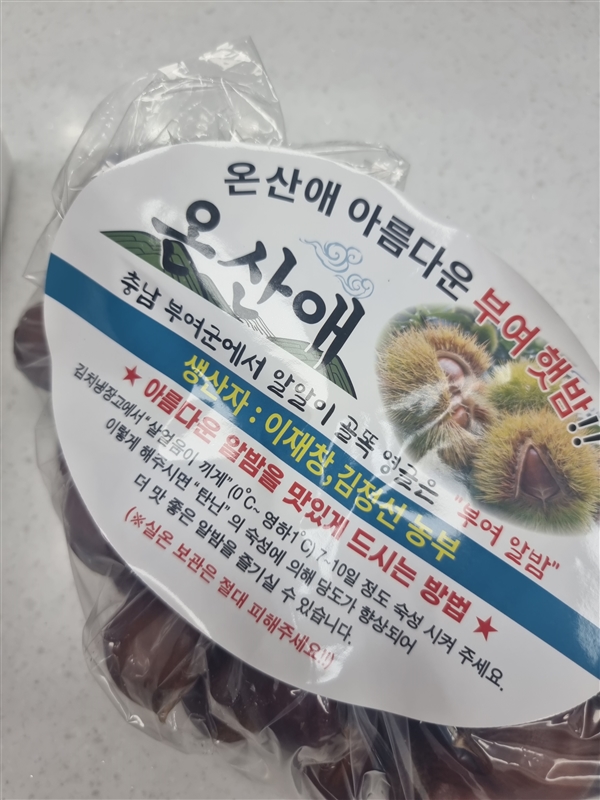 온산애 아름다운 부여 햇밤!!
온산애
충남 부여군에서 알알이 골똑 영글은 "부여 알밤"
생산자 : 이재창,김정선 농부
★ 아름다운 알밤을 맛있게 드시는 방법 ★
김치냉장고에서 "살얼음이 끼게"(0℃~ 영하1℃) 7~10일 정도 숙성 시켜 주세요.
이렇게 해주시면 "탄닌"의 숙성에 의해 당도가 향상되어
더 맛 좋은 알밤을 즐기실 수 있습니다.
(※실온 보관은 절대 피해주세요!!!)